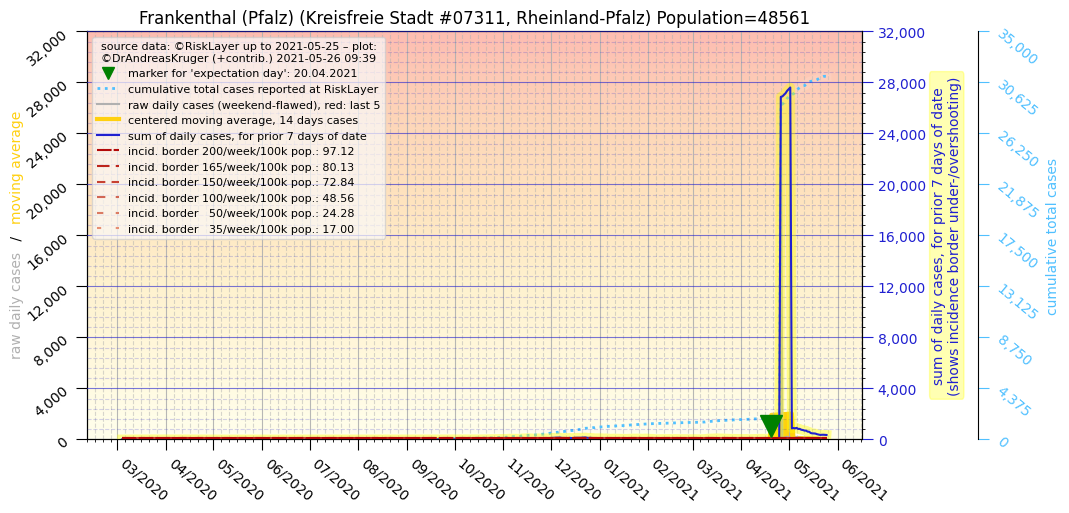 Frankenthal (Pfalz) (Kreisfreie Stadt #07311, Rheinland-Pfalz) Population=48561
source data: ©RiskLayer up to 2021-05-25 – plot:
©DrAndreasKruger (+contrib.) 2021-05-26 09:39
marker for 'expectation day': 20.04.2021
cumulative total cases reported at RiskLayer
raw daily cases (weekend-flawed), red: last 5
centered moving average, 14 days cases
sum of daily cases, for prior 7 days of date
incid. border 200/week/100k pop.: 97.12
incid. border 165/week/100k pop.: 80.13
incid. border 150/week/100k pop.: 72.84
incid. border 100/week/100k pop.: 48.56
incid. border   50/week/100k pop.: 24.28
incid. border   35/week/100k pop.: 17.00
raw daily cases / moving average
32,000
28,000
24,000
20,000
16,000
12,000
8,000
4,000
0
03/2020
04/2020
05/2020
06/2020
07/2020
08/2020
09/2020
10/2020
11/2020
12/2020
01/2021
02/2021
03/2021
04/2021
05/2021
06/2021
32,000
28,000
24,000
20,000
16,000
12,000
8,000
4,000
0
sum of daily cases, for prior 7 days of date
(shows incidence border under-/overshooting)
35,000
30,625
26,250
21,875
17,500
13,125
8,750
4,375
0
cumulative total cases